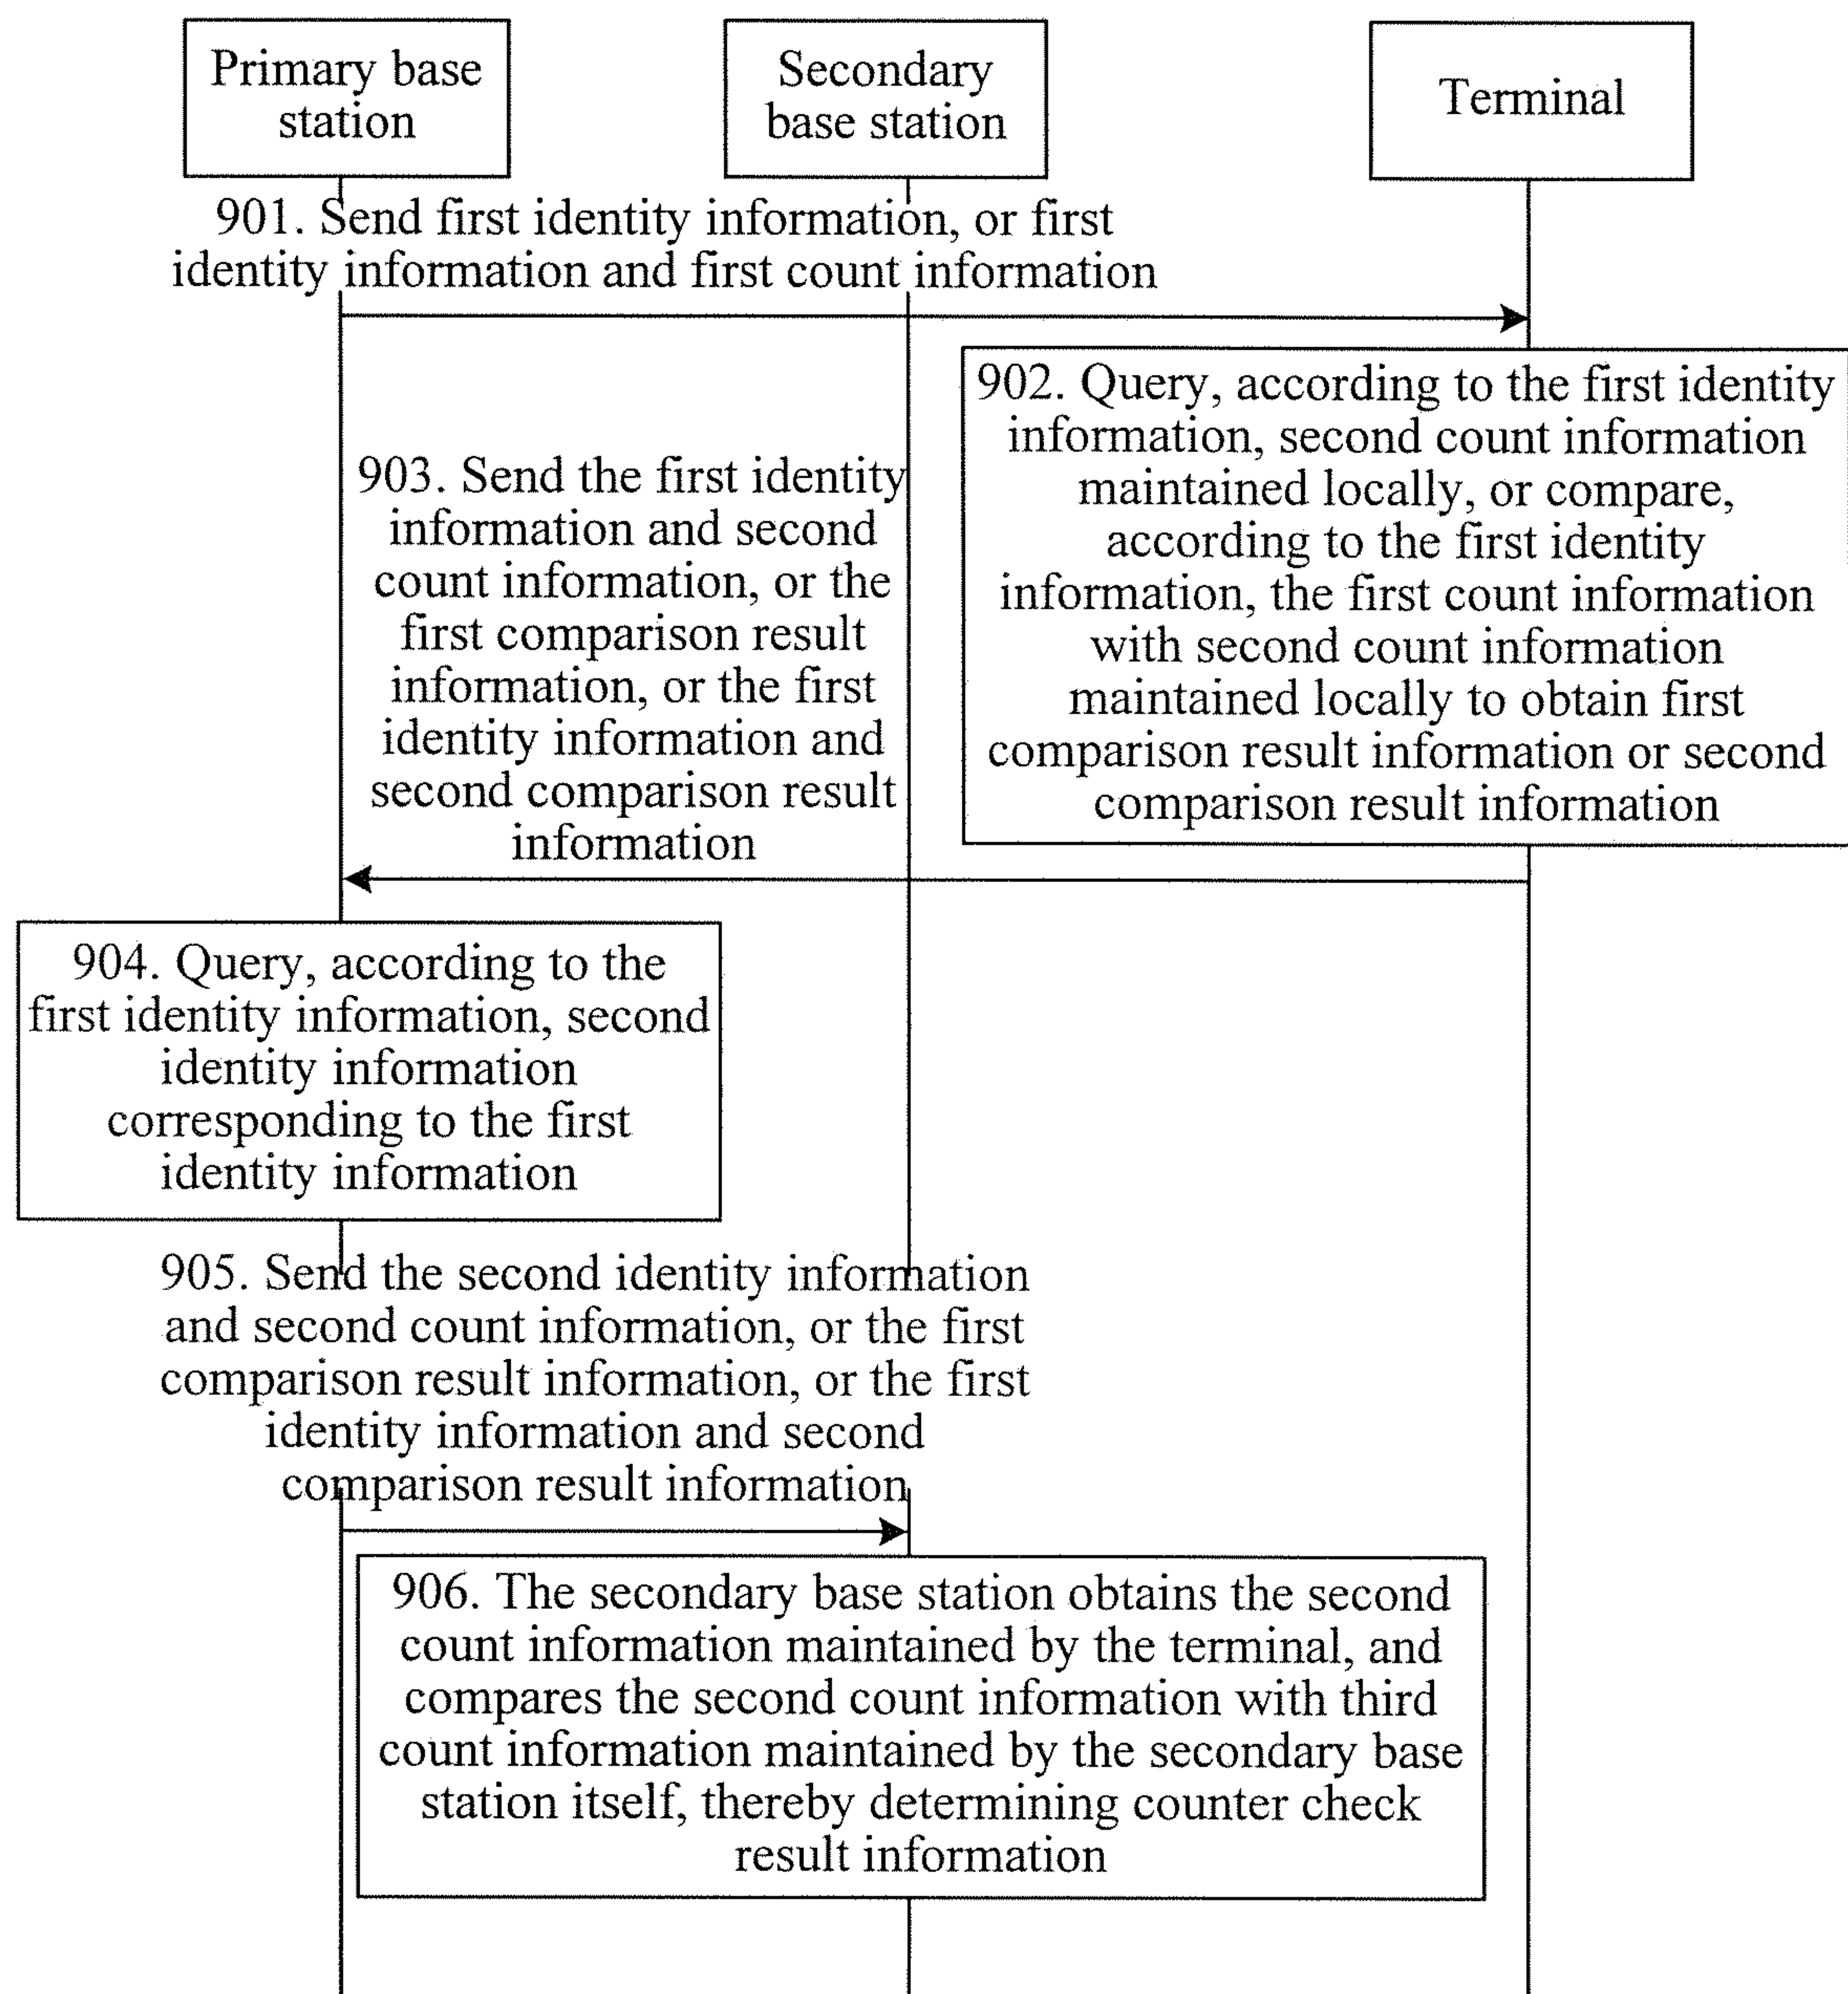 Primary base
station
Secondary
base station
Terminal
901. Send first identity information, or first
identity information and first count information
902. Query, according to the first identity
information, second count information
maintained locally, or compare,
according to the first identity
information, the first count information
with second count information
maintained locally to obtain first
comparison result information or second
comparison result information
903. Send the first identity
information and second
count information, or the
first comparison result
information, or the first
identity information and
second comparison result
information
904. Query, according to the
first identity information, second
identity information
corresponding to the first
identity information
905. Send the second identity information
and second count information, or the first
comparison result information, or the first
identity information and second
comparison result information
906. The secondary base station obtains the second
count information maintained by the terminal, and
compares the second count information with third
count information maintained by the secondary base
station itself, thereby determining counter check
result information